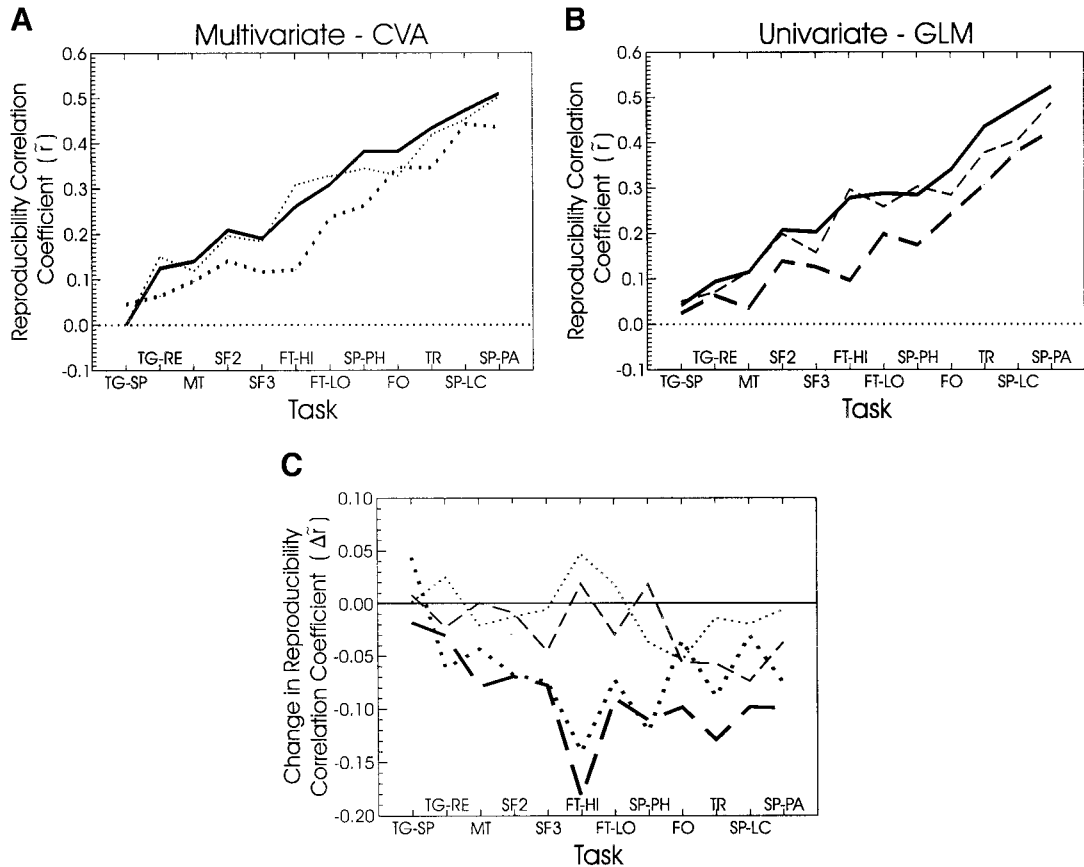 A
Multivariate - CVA
Reproducibility Correlation
Coefficient ( r̃ )
0.6
0.5
0.4
0.3
0.2
0.1
0.0
-0.1
TG-RE SF2 FT-HI SP-PH TR SP-PA
TG-SP MT SF3 FT-LO FO SP-LC
Task
B
Univariate - GLM
Reproducibility Correlation
Coefficient ( r̃ )
0.6
0.5
0.4
0.3
0.2
0.1
0.0
-0.1
TG-RE SF2 FT-HI SP-PH TR SP-PA
TG-SP MT SF3 FT-LO FO SP-LC
Task
C
Change in Reproducibility
Correlation Coefficient ( Δr̃ )
0.10
0.05
0.00
-0.05
-0.10
-0.15
-0.20
TG-RE SF2 FT-HI SP-PH TR SP-PA
TG-SP MT SF3 FT-LO FO SP-LC
Task